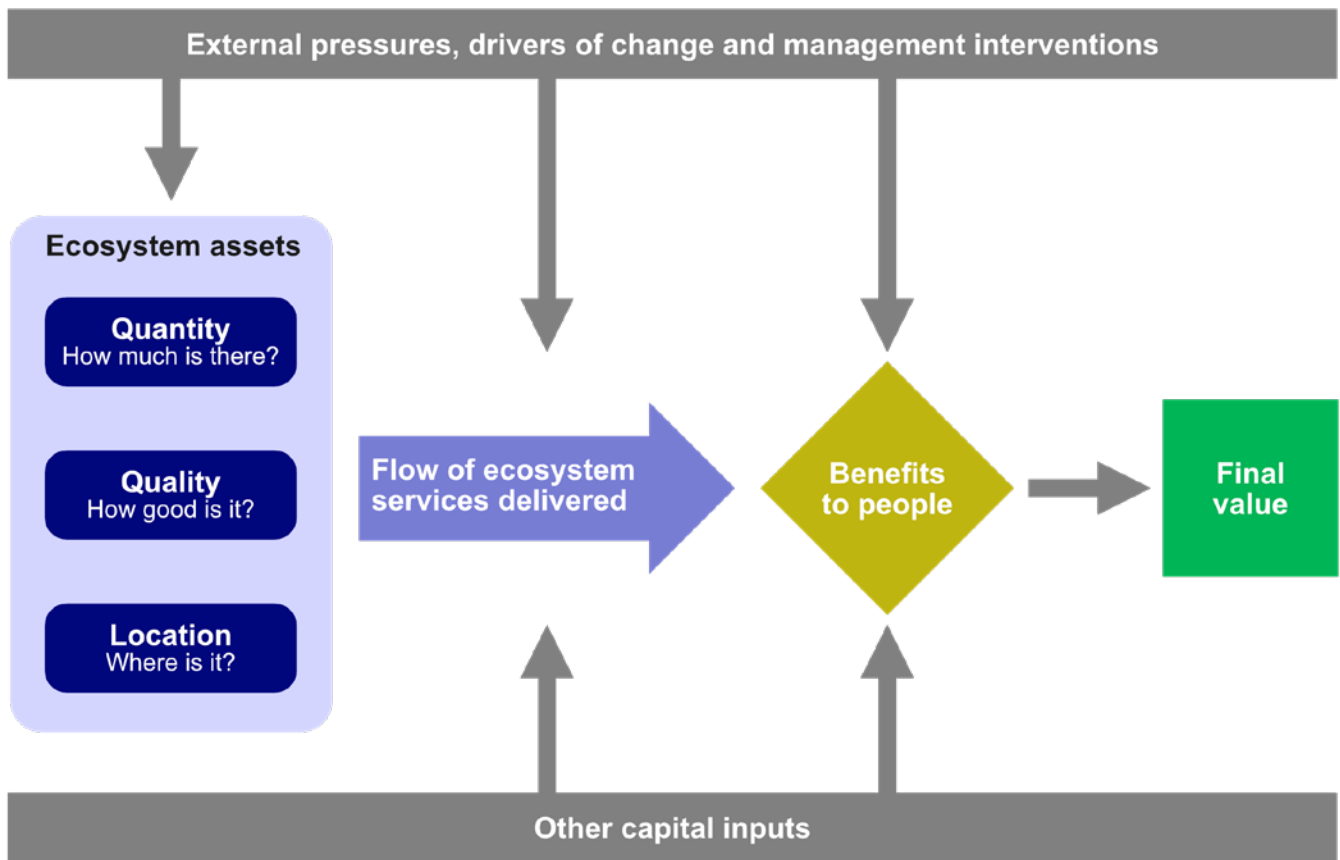 External pressures, drivers of change and management interventions
Ecosystem assets
Quantity
How much is there?
Quality
How good is it?
Location
Where is it?
Flow of ecosystem
services delivered
Benefits
to people
Final
value
Other capital inputs